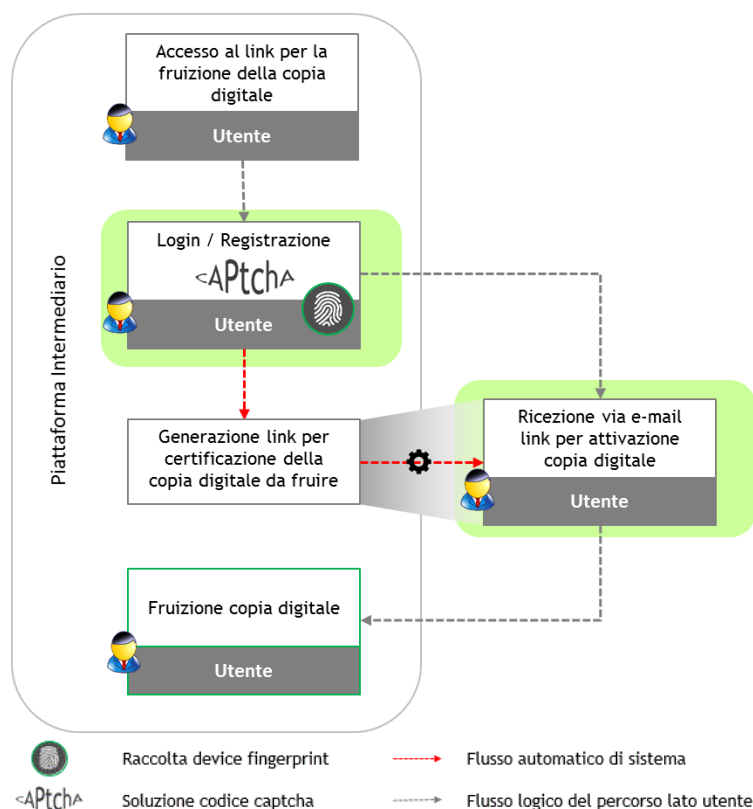 Accesso al link per la
fruizione della copia
digitale
Utente
Piattaforma Intermediario
Login / Registrazione
<APtchA
Utente
Generazione link per
certificazione della
copia digitale da fruire
Ricezione via e-mail
link per attivazione
copia digitale
Utente
Fruizione copia digitale
Utente
Raccolta device fingerprint
Flusso automatico di sistema
<APtchA
Soluzione codice captcha
Flusso logico del percorso lato utente